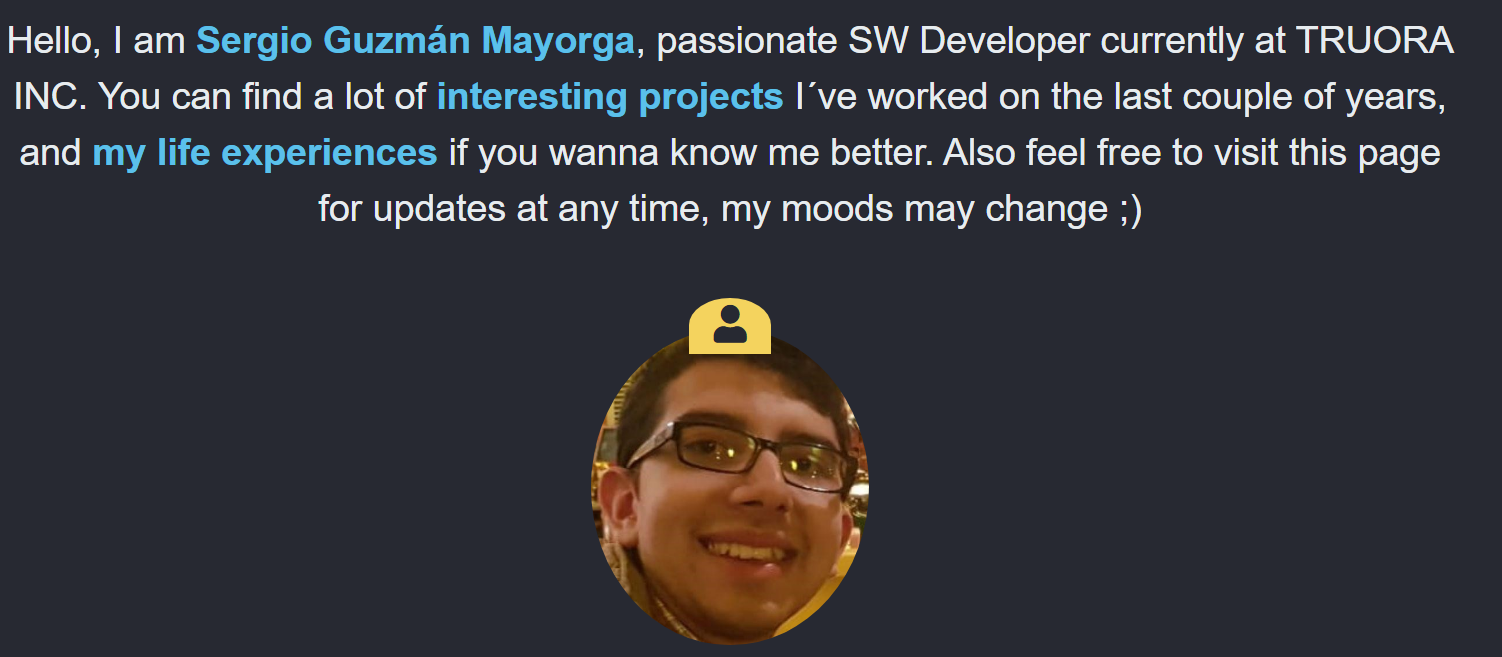 Hello, I am Sergio Guzmán Mayorga, passionate SW Developer currently at TRUORA
INC. You can find a lot of interesting projects I´ve worked on the last couple of years,
and my life experiences if you wanna know me better. Also feel free to visit this page
for updates at any time, my moods may change ;)